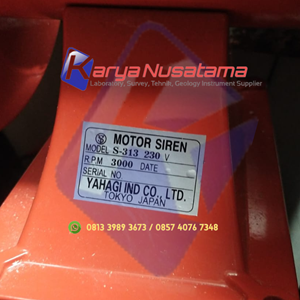 Karya Nusatama
Laboratory, Survey, Tehnik, Geology Instrument Supplier
MOTOR SIREN
MODEL S-313 230 V
R.P.M 3000 DATE
SERIAL NO
YAHAGI IND CO., LTD.
TOKYO JAPAN
0813 9893 3673 / 0857 4076 7348